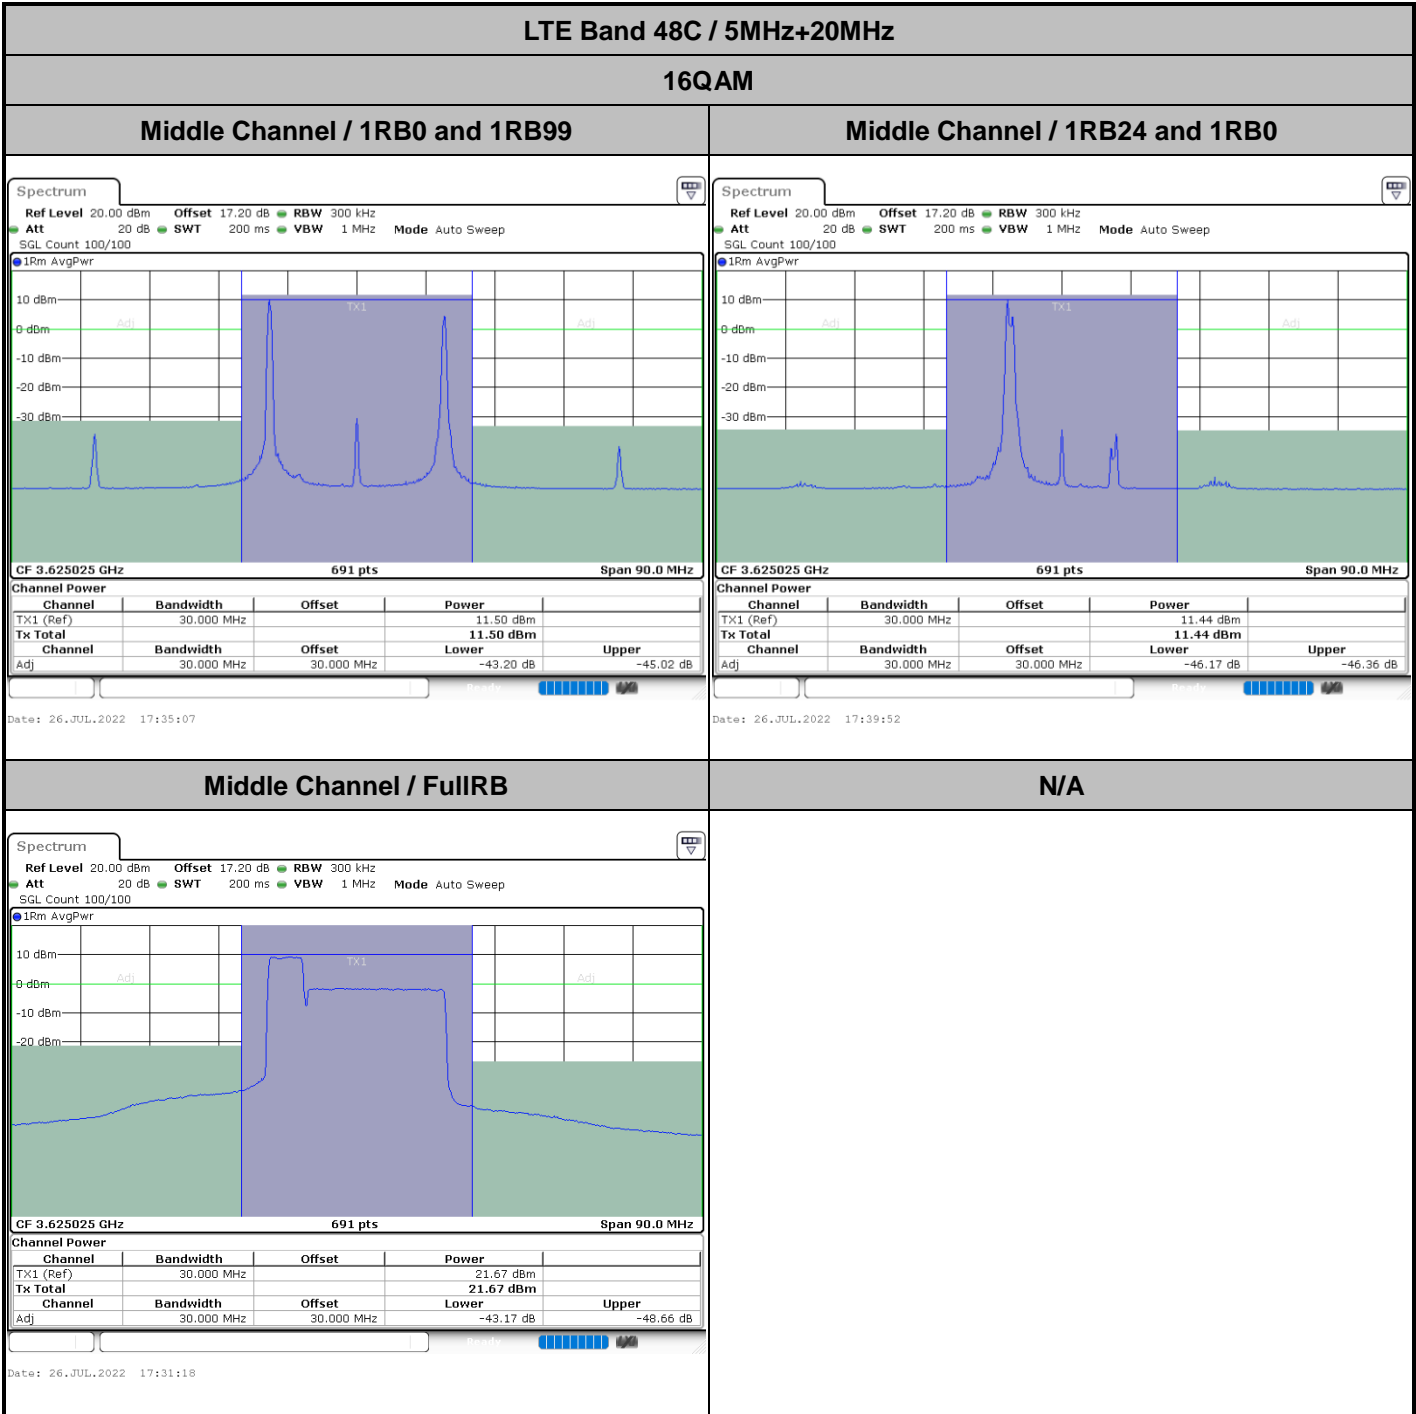 LTE Band 48C / 5MHz+20MHz
16QAM
Middle Channel / 1RB0 and 1RB99
Middle Channel / 1RB24 and 1RB0
Spectrum
Ref Level 20.00 dBm Offset 17.20 dB RBW 300 kHz
Att 20 dB SWT 200 ms VBW 1 MHz Mode Auto Sweep
SGL Count 100/100
1Rm AvgPwr
10 dBm
TX1
Adj
Adj
0 dBm
-10 dBm
-20 dBm
-30 dBm
CF 3.625025 GHz 691 pts Span 90.0 MHz
Channel Power
Channel Bandwidth Offset Power
TX1 (Ref) 30.000 MHz 11.50 dBm
Tx Total 11.50 dBm
Channel Bandwidth Offset Lower Upper
Adj 30.000 MHz 30.000 MHz -43.20 dB -45.02 dB
Ready
Date: 26.JUL.2022 17:35:07
Spectrum
Ref Level 20.00 dBm Offset 17.20 dB RBW 300 kHz
Att 20 dB SWT 200 ms VBW 1 MHz Mode Auto Sweep
SGL Count 100/100
1Rm AvgPwr
10 dBm
TX1
Adj
Adj
0 dBm
-10 dBm
-20 dBm
-30 dBm
CF 3.625025 GHz 691 pts Span 90.0 MHz
Channel Power
Channel Bandwidth Offset Power
TX1 (Ref) 30.000 MHz 11.44 dBm
Tx Total 11.44 dBm
Channel Bandwidth Offset Lower Upper
Adj 30.000 MHz 30.000 MHz -46.17 dB -46.36 dB
Ready
Date: 26.JUL.2022 17:39:52
Middle Channel / FullRB
N/A
Spectrum
Ref Level 20.00 dBm Offset 17.20 dB RBW 300 kHz
Att 20 dB SWT 200 ms VBW 1 MHz Mode Auto Sweep
SGL Count 100/100
1Rm AvgPwr
10 dBm
TX1
Adj
Adj
0 dBm
-10 dBm
-20 dBm
CF 3.625025 GHz 691 pts Span 90.0 MHz
Channel Power
Channel Bandwidth Offset Power
TX1 (Ref) 30.000 MHz 21.67 dBm
Tx Total 21.67 dBm
Channel Bandwidth Offset Lower Upper
Adj 30.000 MHz 30.000 MHz -43.17 dB -48.66 dB
Ready
Date: 26.JUL.2022 17:31:18